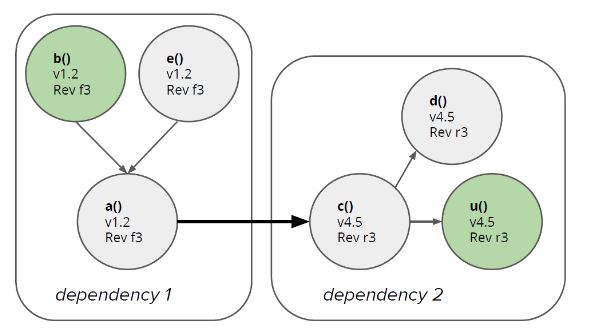 b()
v1.2
Rev f3
e()
v1.2
Rev f3
a()
v1.2
Rev f3
dependency 1
d()
v4.5
Rev r3
c()
v4.5
Rev r3
u()
v4.5
Rev r3
dependency 2